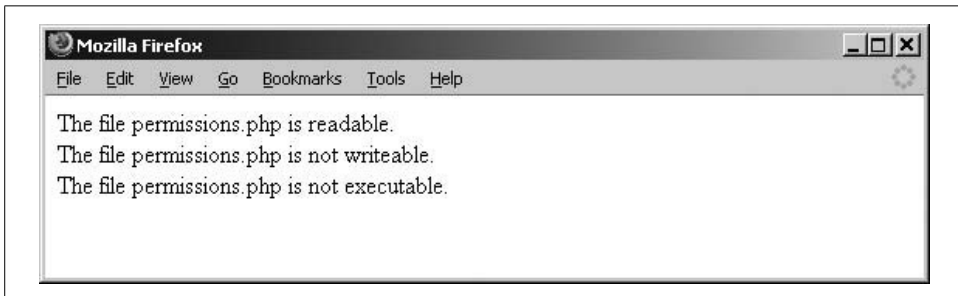 Mozilla Firefox
File Edit View Go Bookmarks Tools Help
The file permissions.php is readable.
The file permissions.php is not writeable.
The file permissions.php is not executable.